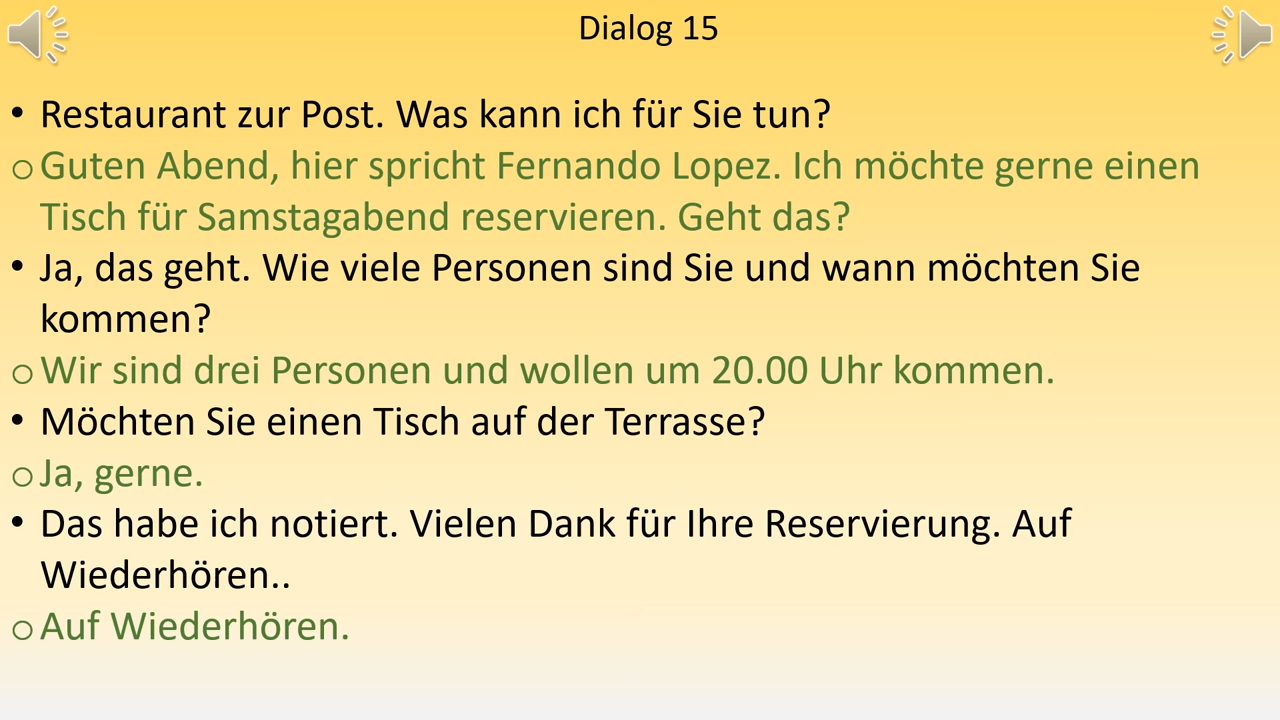 Dialog 15
• Restaurant zur Post. Was kann ich für Sie tun?
o Guten Abend, hier spricht Fernando Lopez. Ich möchte gerne einen
Tisch für Samstagabend reservieren. Geht das?
• Ja, das geht. Wie viele Personen sind Sie und wann möchten Sie
kommen?
o Wir sind drei Personen und wollen um 20.00 Uhr kommen.
• Möchten Sie einen Tisch auf der Terrasse?
o Ja, gerne.
• Das habe ich notiert. Vielen Dank für Ihre Reservierung. Auf
Wiederhören..
o Auf Wiederhören.